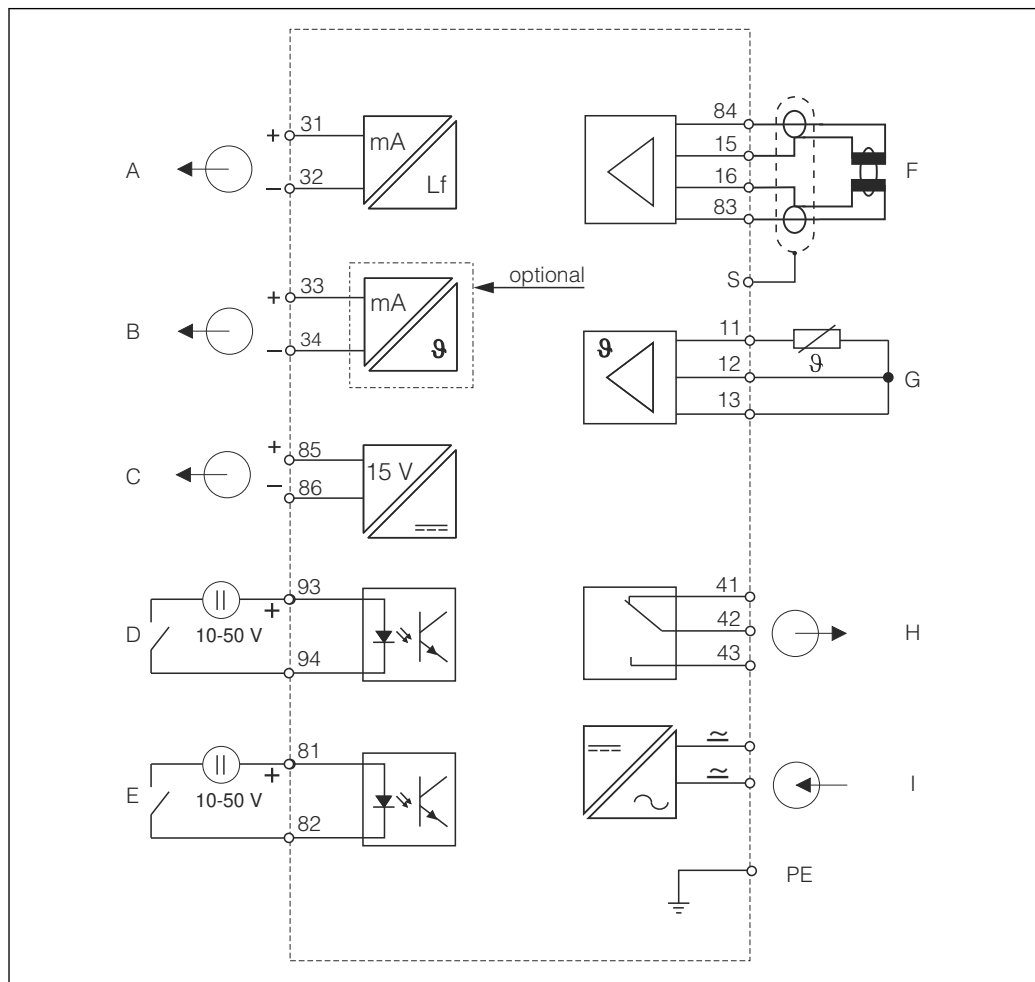 A
+ 31
− 32
mA
Lf
B
+ 33
− 34
mA
ϑ
optional
C
+ 85
− 86
15 V
D
93
+
10-50 V
94
E
81
+
10-50 V
82
84
15
16
83
F
S
ϑ
11
12
13
ϑ
G
41
42
43
H
≃
≃
I
PE